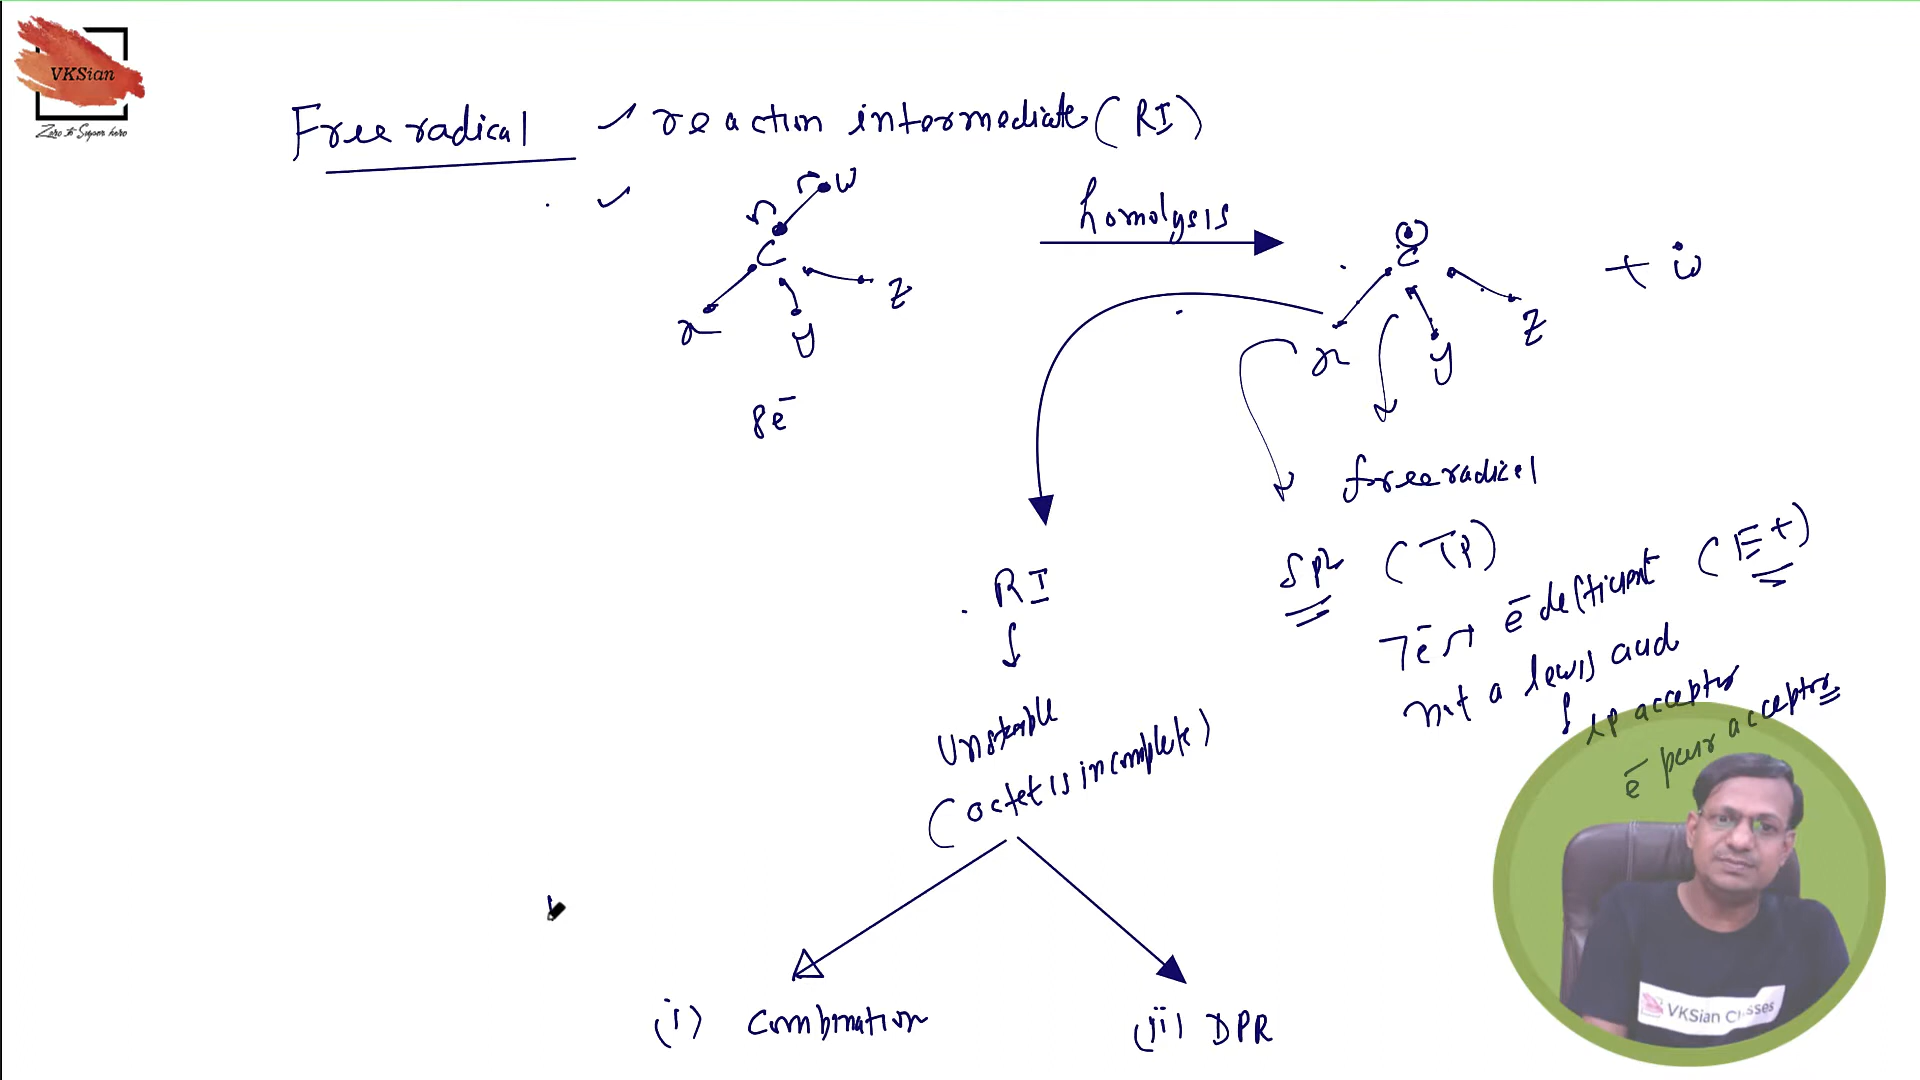 VKSian
Zero to Super hero
Free radical ✓ reaction intermediate (RI)
✓
W
C
x y z
8e⁻
homolysis
Ċ
x y z
+ ẇ
free radical
sp² (TP)
7e⁻ → e⁻ deficient (E+)
not a lewis acid
lp acceptor
e⁻ pair acceptor
RI
↓
Unstable
(octet is incomplete)
(i) Combination
(ii) DPR
VKSian Classes